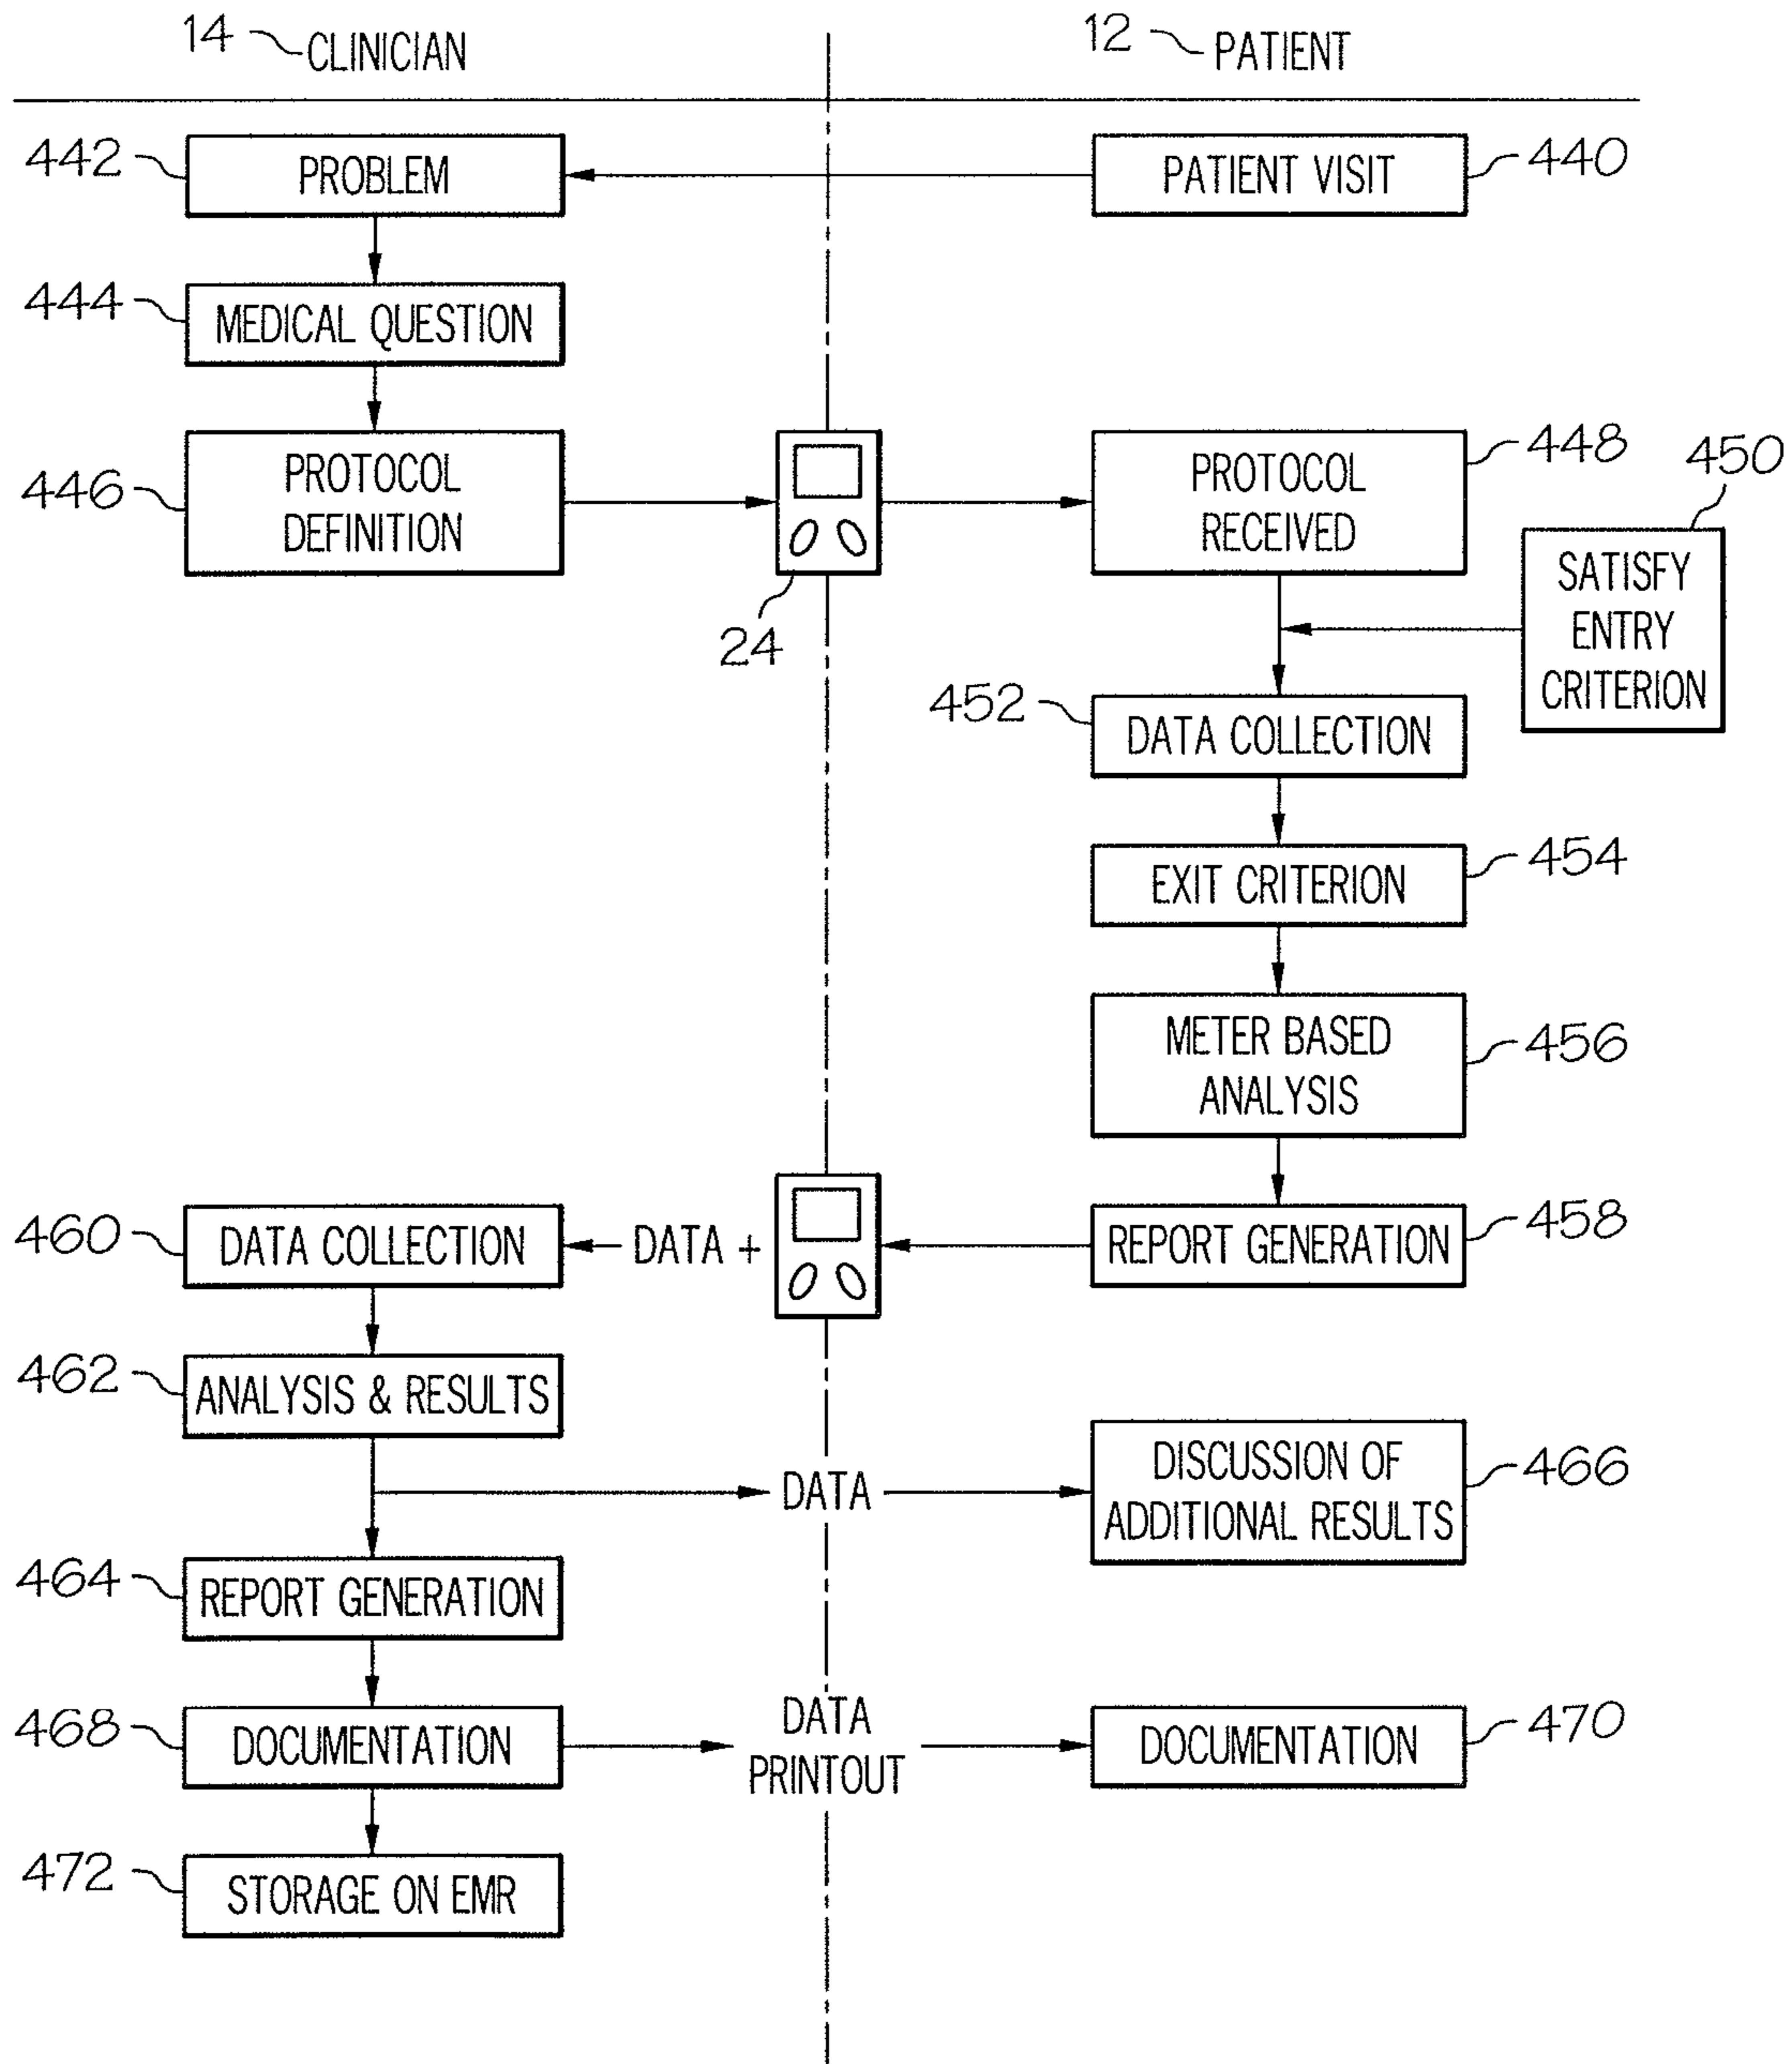 14 CLINICIAN
12 PATIENT
442 PROBLEM
PATIENT VISIT 440
444 MEDICAL QUESTION
446 PROTOCOL
DEFINITION
24
PROTOCOL
RECEIVED
448
450
SATISFY
ENTRY
CRITERION
452 DATA COLLECTION
EXIT CRITERION 454
METER BASED
ANALYSIS
456
460 DATA COLLECTION
DATA +
REPORT GENERATION 458
462 ANALYSIS & RESULTS
DATA
DISCUSSION OF
ADDITIONAL RESULTS
466
464 REPORT GENERATION
468 DOCUMENTATION
DATA
PRINTOUT
DOCUMENTATION 470
472 STORAGE ON EMR